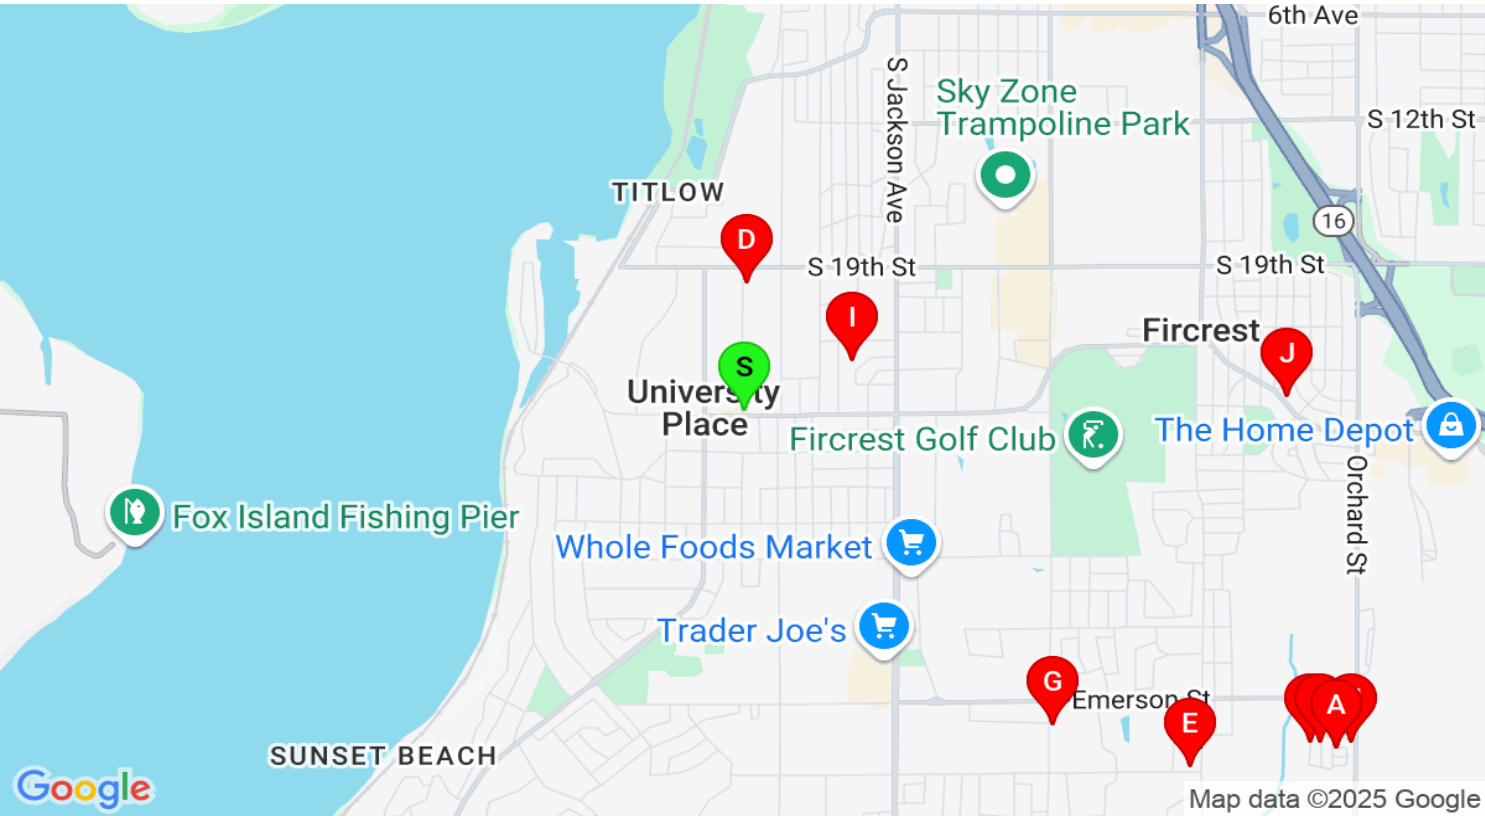 6th Ave
S Jackson Ave
Sky Zone
Trampoline Park
S 12th St
TITLOW
16
D
S 19th St
S 19th St
I
Fircrest
J
S
University
Place
Fircrest Golf Club
The Home Depot
Orchard St
Fox Island Fishing Pier
Whole Foods Market
Trader Joe's
G
Emerson St
A
E
SUNSET BEACH
Google
Map data ©2025 Google